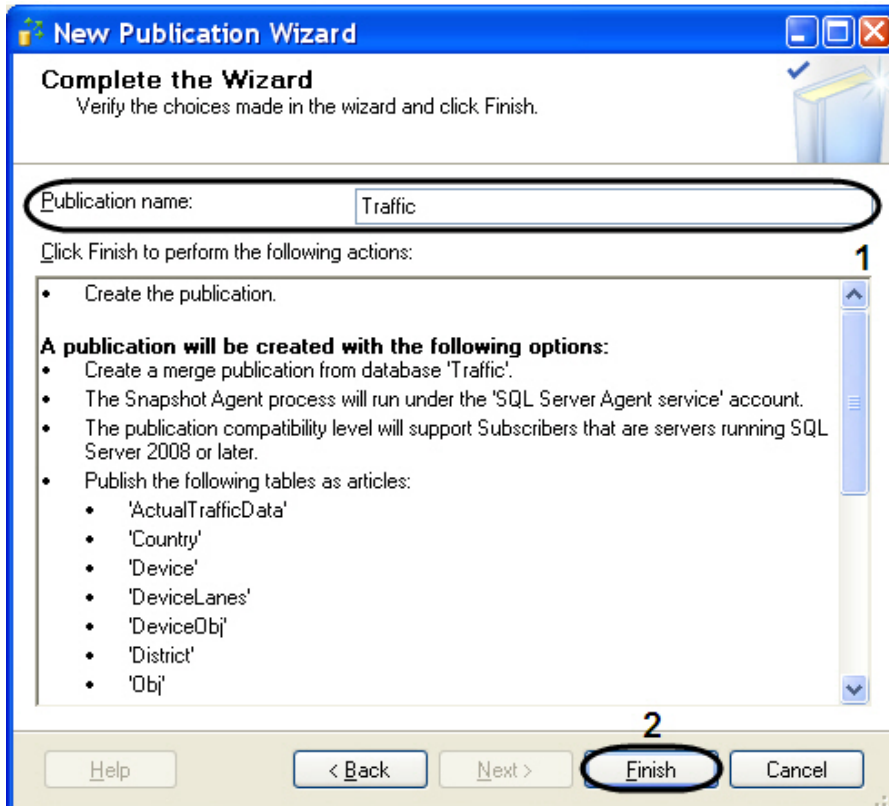 New Publication Wizard
Complete the Wizard
Verify the choices made in the wizard and click Finish.
Publication name:
Traffic
Click Finish to perform the following actions:
1
• Create the publication.
A publication will be created with the following options:
• Create a merge publication from database 'Traffic'.
• The Snapshot Agent process will run under the 'SQL Server Agent service' account.
• The publication compatibility level will support Subscribers that are servers running SQL
Server 2008 or later.
• Publish the following tables as articles:
• 'ActualTrafficData'
• 'Country'
• 'Device'
• 'DeviceLanes'
• 'DeviceObj'
• 'District'
• 'Obj'
2
Help
< Back
Next >
Finish
Cancel